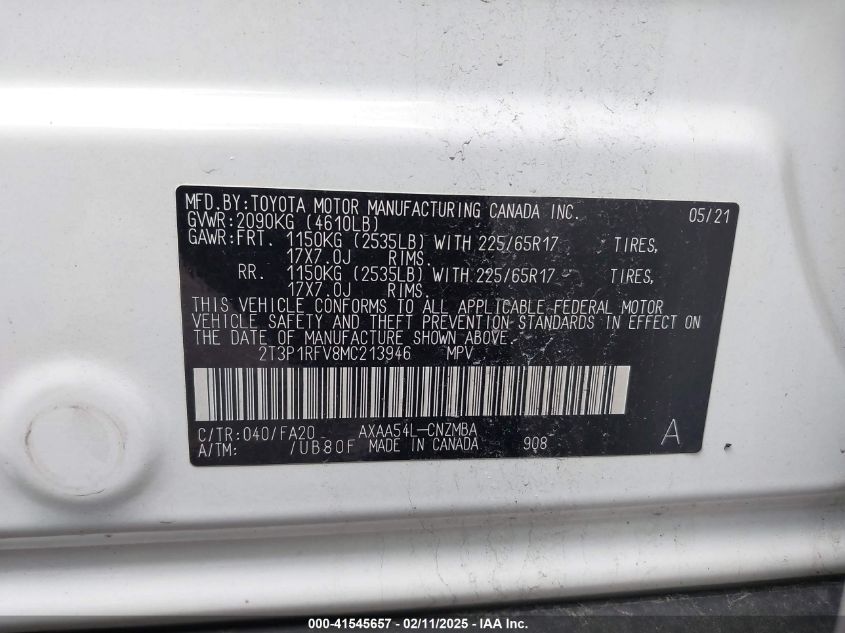 MFD.BY:TOYOTA MOTOR MANUFACTURING CANADA INC. 05/21
GVWR:2090KG (4610LB)
GAWR:FRT. 1150KG (2535LB) WITH 225/65R17 TIRES,
17X7.0J RIMS.
RR. 1150KG (2535LB) WITH 225/65R17 TIRES,
17X7.0J RIMS.
THIS VEHICLE CONFORMS TO ALL APPLICABLE FEDERAL MOTOR
VEHICLE SAFETY AND THEFT PREVENTION STANDARDS IN EFFECT ON
THE DATE OF MANUFACTURE SHOWN ABOVE.
2T3P1RFV8MC213946 MPV
C/TR:040/FA20 AXAA54L-CNZMBA
A/TM: /UB80F MADE IN CANADA 908 A
000-41545657 - 02/11/2025 - IAA Inc.